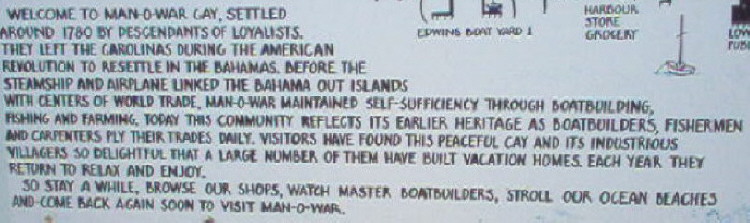 WELCOME TO MAN-O-WAR CAY, SETTLED
AROUND 1780 BY DESCENDANTS OF LOYALISTS.
THEY LEFT THE CAROLINAS DURING THE AMERICAN
REVOLUTION TO RESETTLE IN THE BAHAMAS. BEFORE THE
STEAMSHIP AND AIRPLANE LINKED THE BAHAMA OUT ISLANDS
WITH CENTERS OF WORLD TRADE, MAN-O-WAR MAINTAINED SELF-SUFFICIENCY THROUGH BOATBUILDING,
FISHING AND FARMING. TODAY THIS COMMUNITY REFLECTS ITS EARLIER HERITAGE AS BOATBUILDERS, FISHERMEN
AND CARPENTERS PLY THEIR TRADES DAILY. VISITORS HAVE FOUND THIS PEACEFUL CAY AND ITS INDUSTRIOUS
VILLAGERS SO DELIGHTFUL THAT A LARGE NUMBER OF THEM HAVE BUILT VACATION HOMES. EACH YEAR THEY
RETURN TO RELAX AND ENJOY.
SO STAY A WHILE, BROWSE OUR SHOPS, WATCH MASTER BOATBUILDERS, STROLL OUR OCEAN BEACHES
AND COME BACK AGAIN SOON TO VISIT MAN-O-WAR.
EDWINS BOAT YARD 1
HARBOUR
STORE
GROCERY